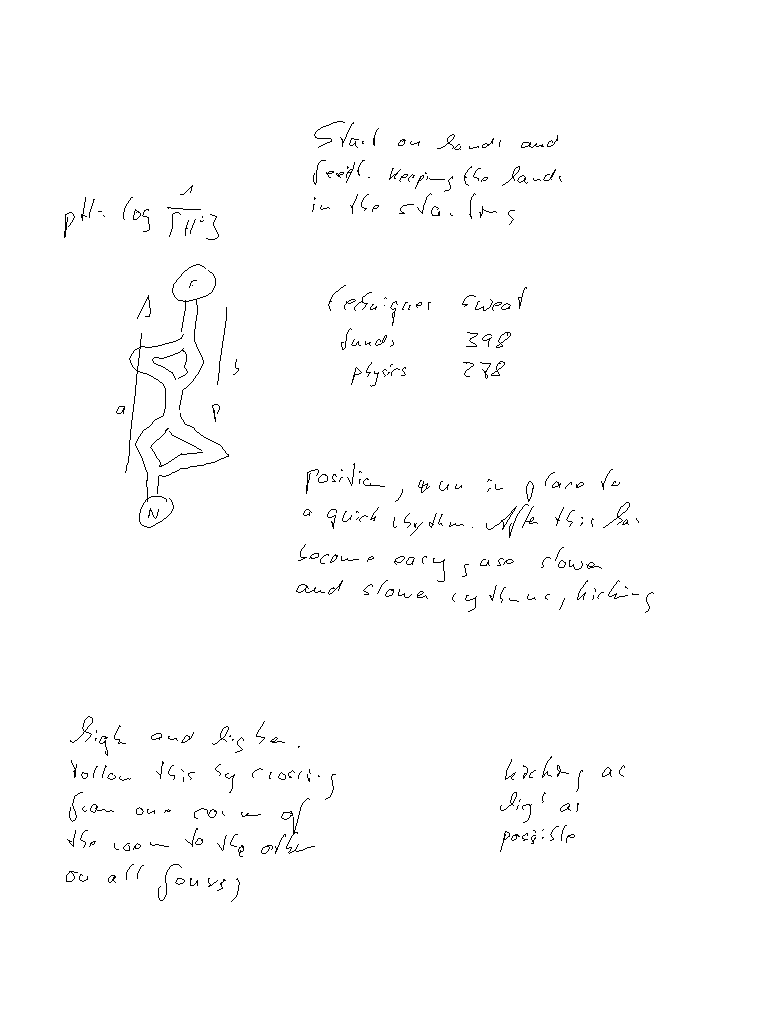 Start on hands and
feet. Keeping the hands
in the starting
pH = log 1/[H+]
F
1
b
a
p
N
techniques sweat
funds 398
physics 278
position, run in place to
a quick rhythm. After this has
become easy, use slower
and slower rythms, kicking
high and higher.
Follow this by crossing
from one corner of
the room to the other
on all fours,
kicking as
high as
possible